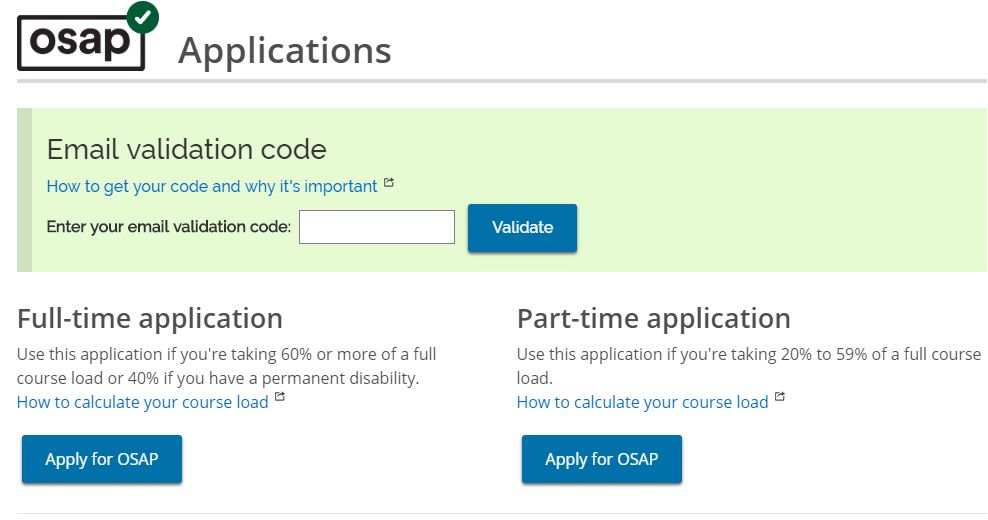 osap
Applications
Email validation code
How to get your code and why it's important
Enter your email validation code:
Validate
Full-time application
Use this application if you're taking 60% or more of a full
course load or 40% if you have a permanent disability.
How to calculate your course load
Apply for OSAP
Part-time application
Use this application if you're taking 20% to 59% of a full course
load.
How to calculate your course load
Apply for OSAP